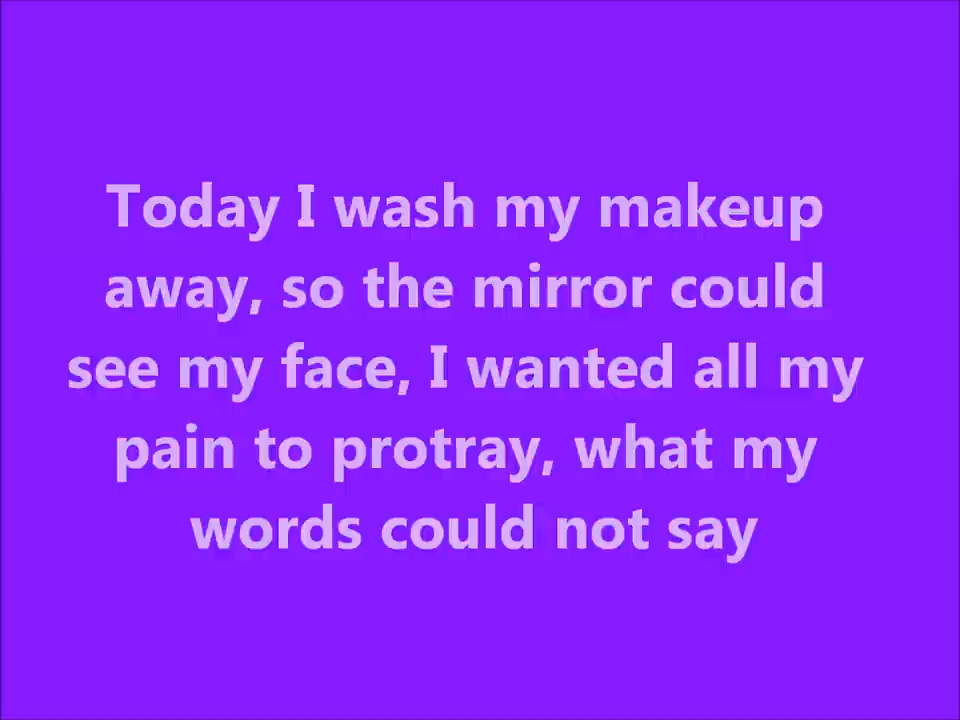 Today I wash my makeup
away, so the mirror could
see my face, I wanted all my
pain to protray, what my
words could not say